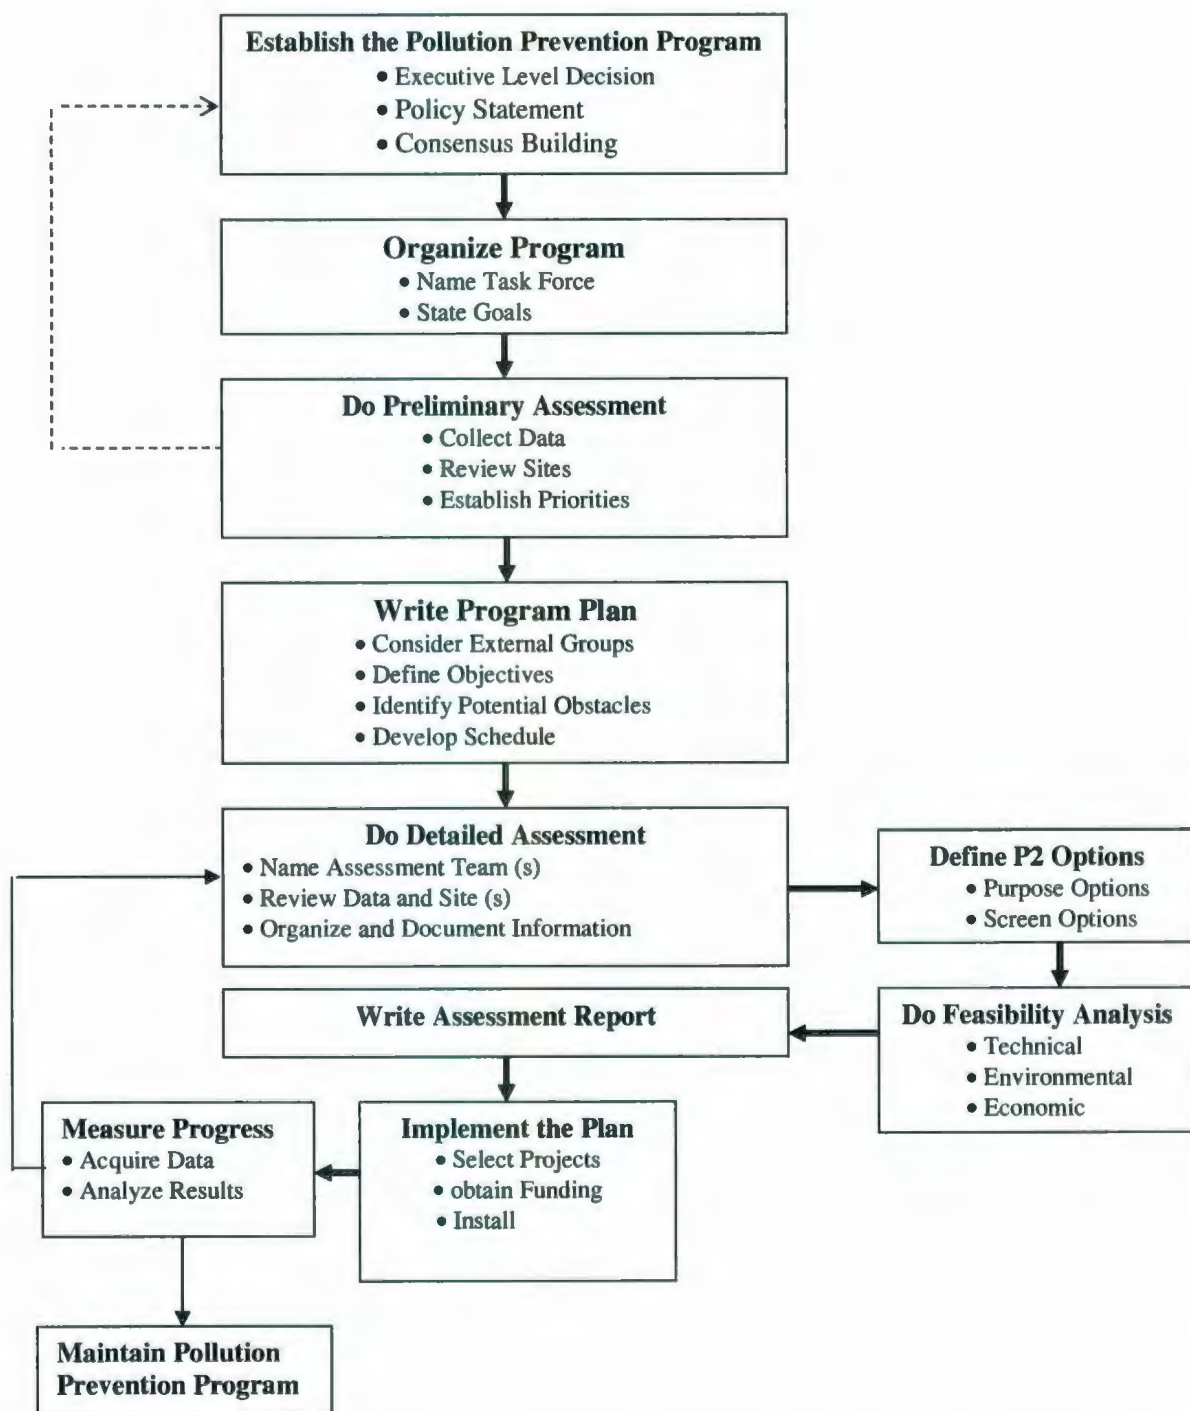 Establish the Pollution Prevention Program
• Executive Level Decision
• Policy Statement
• Consensus Building
Organize Program
• Name Task Force
• State Goals
Do Preliminary Assessment
• Collect Data
• Review Sites
• Establish Priorities
Write Program Plan
• Consider External Groups
• Define Objectives
• Identify Potential Obstacles
• Develop Schedule
Do Detailed Assessment
• Name Assessment Team (s)
• Review Data and Site (s)
• Organize and Document Information
Define P2 Options
• Purpose Options
• Screen Options
Do Feasibility Analysis
• Technical
• Environmental
• Economic
Write Assessment Report
Implement the Plan
• Select Projects
• obtain Funding
• Install
Measure Progress
• Acquire Data
• Analyze Results
Maintain Pollution
Prevention Program